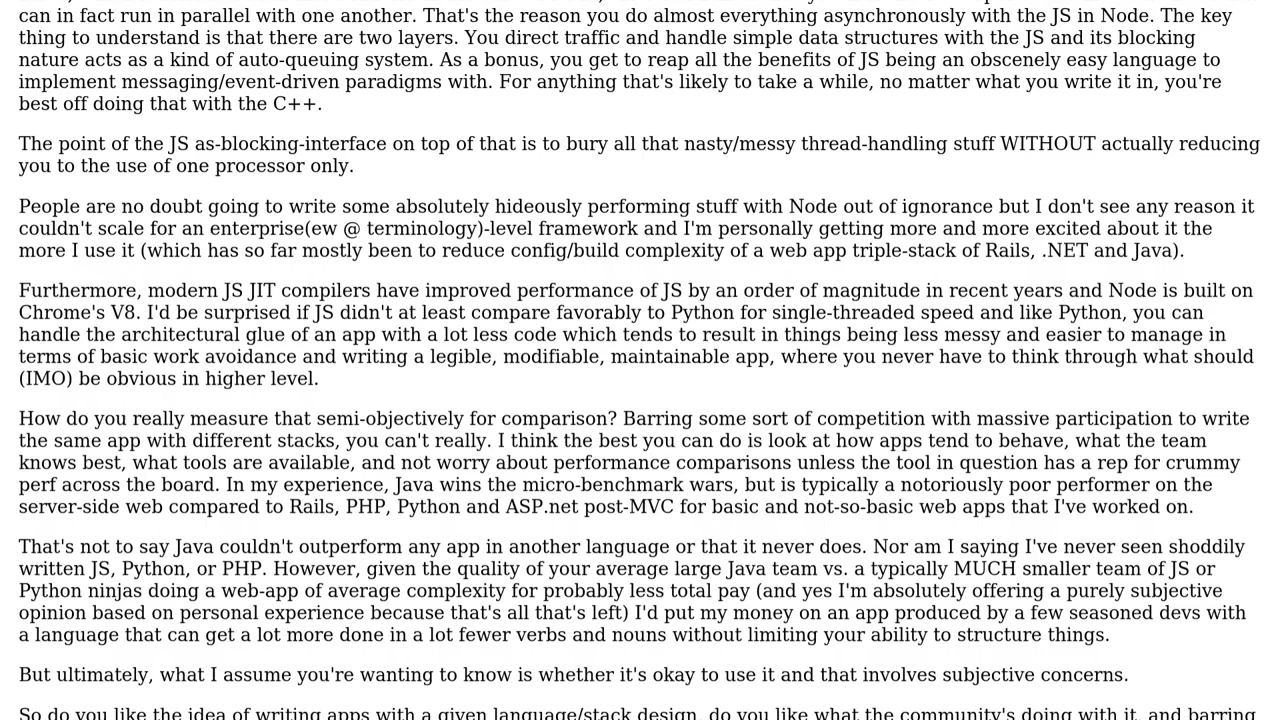 can in fact run in parallel with one another. That's the reason you do almost everything asynchronously with the JS in Node. The key
thing to understand is that there are two layers. You direct traffic and handle simple data structures with the JS and its blocking
nature acts as a kind of auto-queuing system. As a bonus, you get to reap all the benefits of JS being an obscenely easy language to
implement messaging/event-driven paradigms with. For anything that's likely to take a while, no matter what you write it in, you're
best off doing that with the C++.
The point of the JS as-blocking-interface on top of that is to bury all that nasty/messy thread-handling stuff WITHOUT actually reducing
you to the use of one processor only.
People are no doubt going to write some absolutely hideously performing stuff with Node out of ignorance but I don't see any reason it
couldn't scale for an enterprise(ew @ terminology)-level framework and I'm personally getting more and more excited about it the
more I use it (which has so far mostly been to reduce config/build complexity of a web app triple-stack of Rails, .NET and Java).
Furthermore, modern JS JIT compilers have improved performance of JS by an order of magnitude in recent years and Node is built on
Chrome's V8. I'd be surprised if JS didn't at least compare favorably to Python for single-threaded speed and like Python, you can
handle the architectural glue of an app with a lot less code which tends to result in things being less messy and easier to manage in
terms of basic work avoidance and writing a legible, modifiable, maintainable app, where you never have to think through what should
(IMO) be obvious in higher level.
How do you really measure that semi-objectively for comparison? Barring some sort of competition with massive participation to write
the same app with different stacks, you can't really. I think the best you can do is look at how apps tend to behave, what the team
knows best, what tools are available, and not worry about performance comparisons unless the tool in question has a rep for crummy
perf across the board. In my experience, Java wins the micro-benchmark wars, but is typically a notoriously poor performer on the
server-side web compared to Rails, PHP, Python and ASP.net post-MVC for basic and not-so-basic web apps that I've worked on.
That's not to say Java couldn't outperform any app in another language or that it never does. Nor am I saying I've never seen shoddily
written JS, Python, or PHP. However, given the quality of your average large Java team vs. a typically MUCH smaller team of JS or
Python ninjas doing a web-app of average complexity for probably less total pay (and yes I'm absolutely offering a purely subjective
opinion based on personal experience because that's all that's left) I'd put my money on an app produced by a few seasoned devs with
a language that can get a lot more done in a lot fewer verbs and nouns without limiting your ability to structure things.
But ultimately, what I assume you're wanting to know is whether it's okay to use it and that involves subjective concerns.
So do you like the idea of writing apps with a given language/stack design, do you like what the community's doing with it, and barring